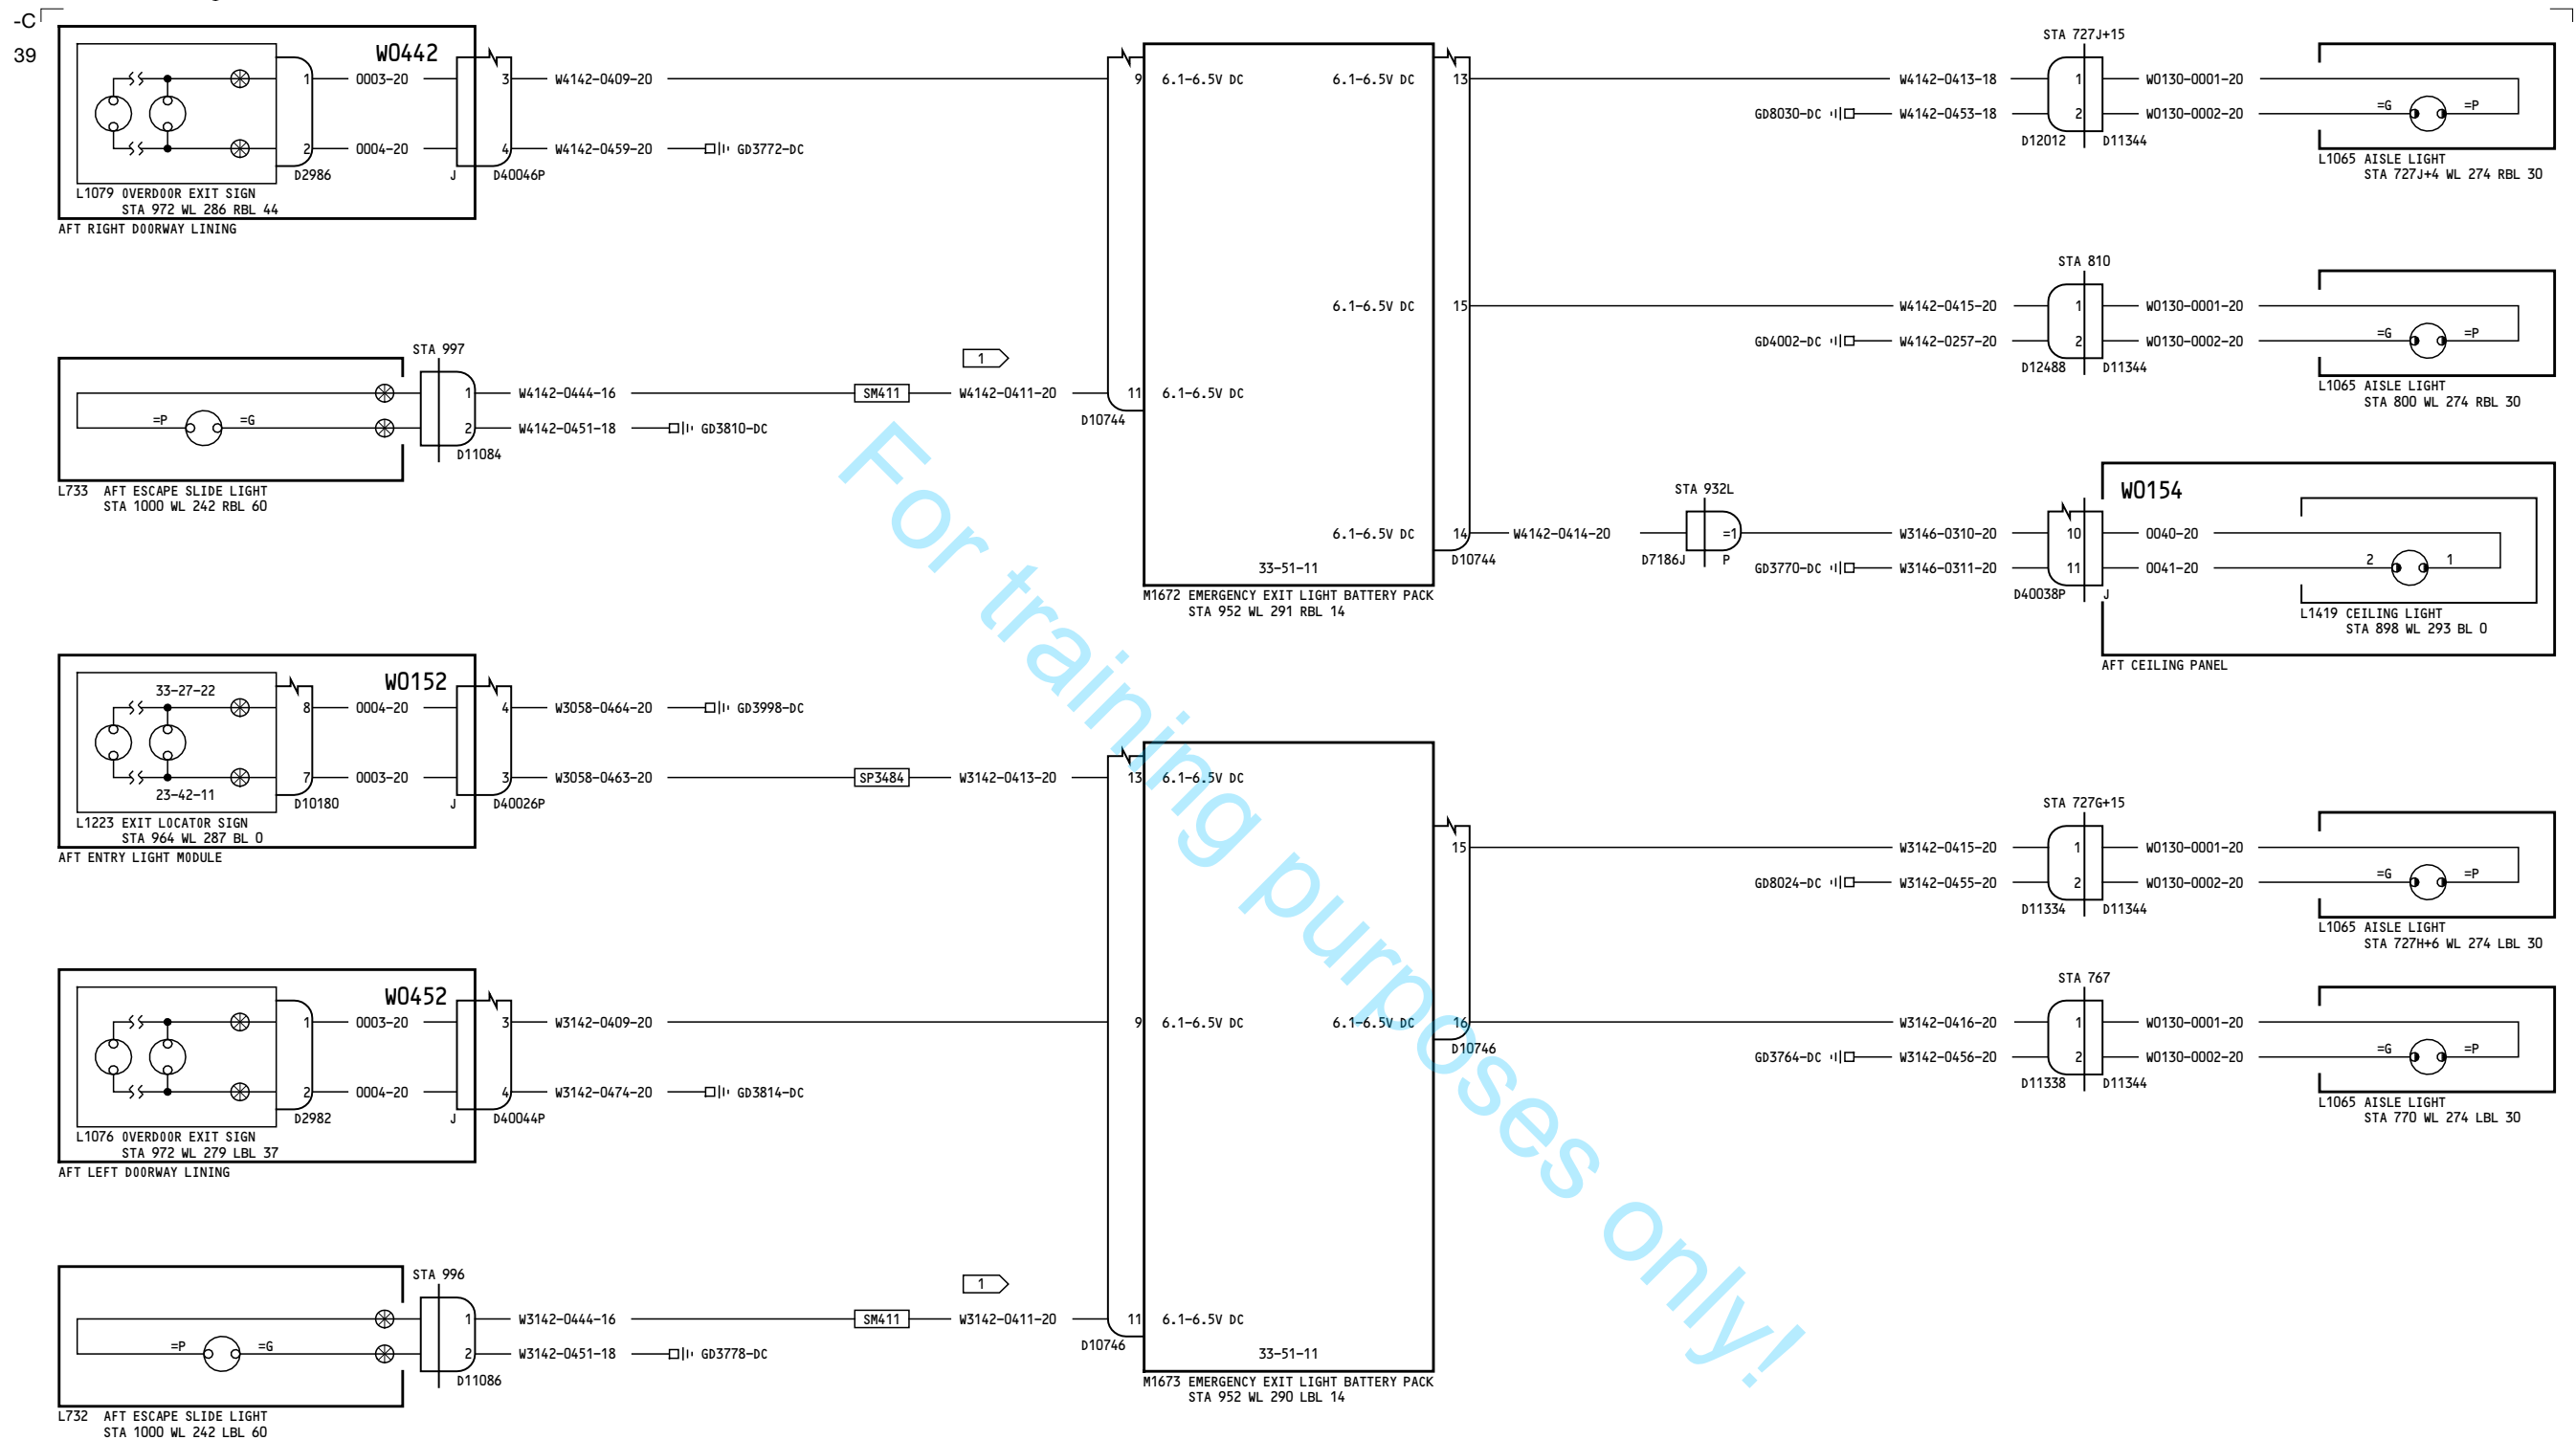 -C
39
W0442
1
0003-20
3
W4142-0409-20
2
0004-20
4
W4142-0459-20
GD3772-DC
D2986
J
D40046P
L1079 OVERDOOR EXIT SIGN
STA 972 WL 286 RBL 44
AFT RIGHT DOORWAY LINING
STA 997
1
=P
=G
1
W4142-0444-16
SM411
W4142-0411-20
2
W4142-0451-18
GD3810-DC
D11084
L733 AFT ESCAPE SLIDE LIGHT
STA 1000 WL 242 RBL 60
9
6.1-6.5V DC
6.1-6.5V DC
13
6.1-6.5V DC
15
11
6.1-6.5V DC
D10744
6.1-6.5V DC
14
D10744
33-51-11
M1672 EMERGENCY EXIT LIGHT BATTERY PACK
STA 952 WL 291 RBL 14
STA 727J+15
W4142-0413-18
1
W0130-0001-20
GD8030-DC
W4142-0453-18
2
W0130-0002-20
=G
=P
D12012
D11344
L1065 AISLE LIGHT
STA 727J+4 WL 274 RBL 30
STA 810
W4142-0415-20
1
W0130-0001-20
GD4002-DC
W4142-0257-20
2
W0130-0002-20
=G
=P
D12488
D11344
L1065 AISLE LIGHT
STA 800 WL 274 RBL 30
STA 932L
W4142-0414-20
=1
D7186J
P
W3146-0310-20
10
0040-20
GD3770-DC
W3146-0311-20
11
0041-20
D40038P
J
W0154
2
1
L1419 CEILING LIGHT
STA 898 WL 293 BL 0
AFT CEILING PANEL
W0152
33-27-22
8
0004-20
4
W3058-0464-20
GD3998-DC
7
0003-20
3
W3058-0463-20
SP3484
W3142-0413-20
23-42-11
D10180
J
D40026P
L1223 EXIT LOCATOR SIGN
STA 964 WL 287 BL 0
AFT ENTRY LIGHT MODULE
W0452
1
0003-20
3
W3142-0409-20
2
0004-20
4
W3142-0474-20
GD3814-DC
D2982
J
D40044P
L1076 OVERDOOR EXIT SIGN
STA 972 WL 279 LBL 37
AFT LEFT DOORWAY LINING
STA 996
1
=P
=G
1
W3142-0444-16
SM411
W3142-0411-20
2
W3142-0451-18
GD3778-DC
D11086
L732 AFT ESCAPE SLIDE LIGHT
STA 1000 WL 242 LBL 60
13
6.1-6.5V DC
15
9
6.1-6.5V DC
6.1-6.5V DC
16
D10746
11
6.1-6.5V DC
D10746
33-51-11
M1673 EMERGENCY EXIT LIGHT BATTERY PACK
STA 952 WL 290 LBL 14
STA 727G+15
W3142-0415-20
1
W0130-0001-20
GD8024-DC
W3142-0455-20
2
W0130-0002-20
=G
=P
D11334
D11344
L1065 AISLE LIGHT
STA 727H+6 WL 274 LBL 30
STA 767
W3142-0416-20
1
W0130-0001-20
GD3764-DC
W3142-0456-20
2
W0130-0002-20
=G
=P
D11338
D11344
L1065 AISLE LIGHT
STA 770 WL 274 LBL 30
For training purposes only!